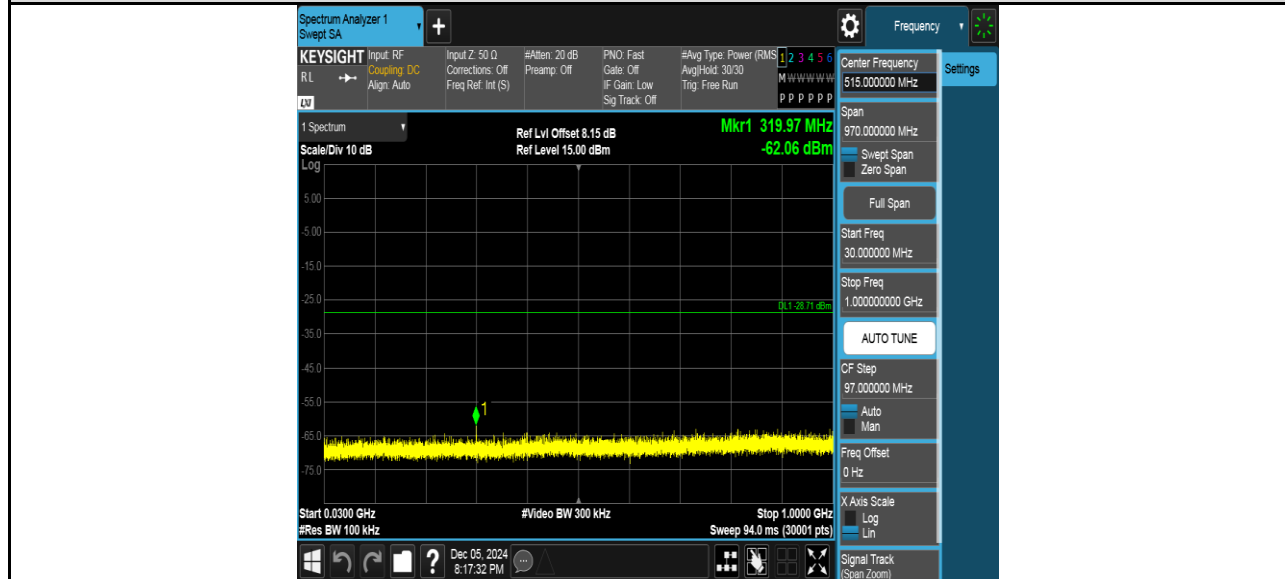 Spectrum Analyzer 1
Swept SA
+
Frequency
KEYSIGHT
RL
LXI
Input: RF
Coupling: DC
Align: Auto
Input Z: 50 Ω
Corrections: Off
Freq Ref: Int (S)
#Atten: 20 dB
Preamp: Off
PNO: Fast
Gate: Off
IF Gain: Low
Sig Track: Off
#Avg Type: Power (RMS
Avg|Hold: 30/30
Trig: Free Run
1 2 3 4 5 6
M W W W W W
P P P P P P
1 Spectrum
Scale/Div 10 dB
Ref Lvl Offset 8.15 dB
Ref Level 15.00 dBm
Mkr1 319.97 MHz
-62.06 dBm
Log
5.00
-5.00
-15.0
-25.0
DL1 -28.71 dBm
-35.0
-45.0
-55.0
1
-65.0
-75.0
Start 0.0300 GHz
#Video BW 300 kHz
Stop 1.0000 GHz
#Res BW 100 kHz
Sweep 94.0 ms (30001 pts)
?
Dec 05, 2024
8:17:32 PM
Center Frequency
515.000000 MHz
Settings
Span
970.000000 MHz
Swept Span
Zero Span
Full Span
Start Freq
30.000000 MHz
Stop Freq
1.000000000 GHz
AUTO TUNE
CF Step
97.000000 MHz
Auto
Man
Freq Offset
0 Hz
X Axis Scale
Log
Lin
Signal Track
(Span Zoom)